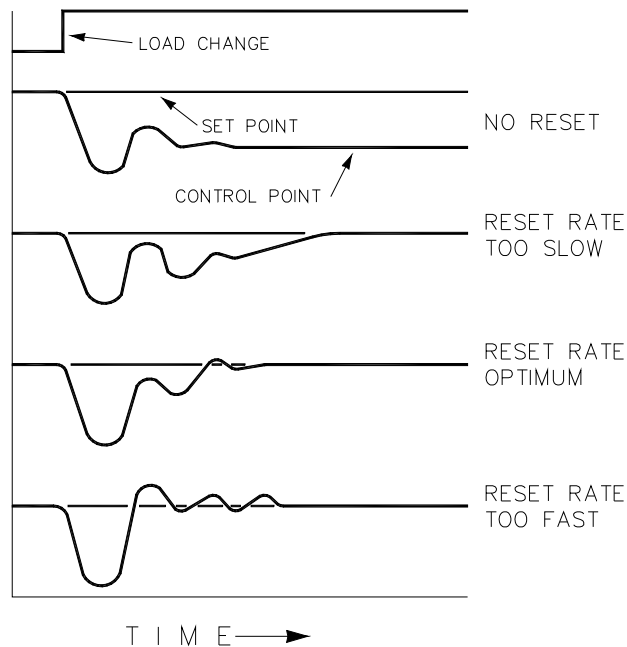 LOAD CHANGE
SET POINT
NO RESET
CONTROL POINT
RESET RATE
TOO SLOW
RESET RATE
OPTIMUM
RESET RATE
TOO FAST
TIME